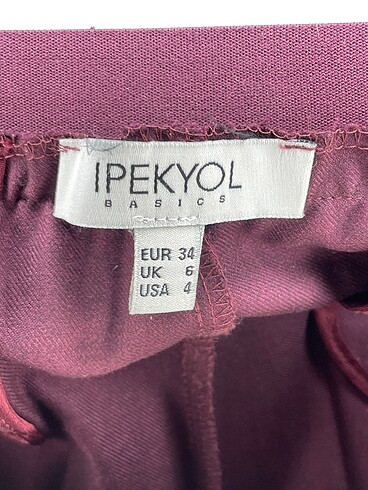 IPEKYOL
BASICS
EUR 34
UK 6
USA 4